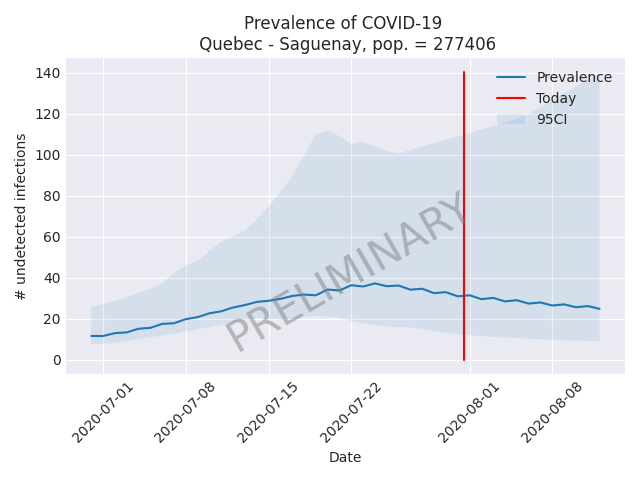 Prevalence of COVID-19
Quebec - Saguenay, pop. = 277406
140
120
100
80
60
40
20
0
# undetected infections
Prevalence
Today
95CI
PRELIMINARY
2020-07-01
2020-07-08
2020-07-15
2020-07-22
2020-08-01
2020-08-08
Date